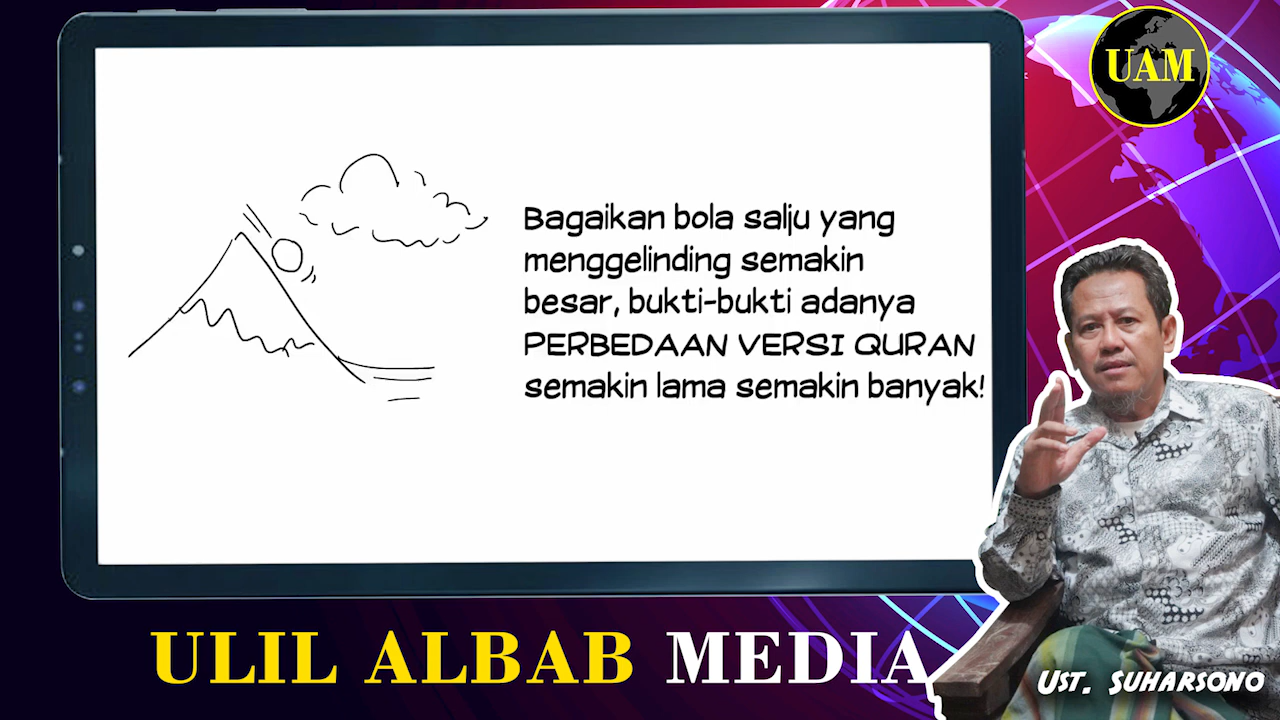 UAM
Bagaikan bola salju yang
menggelinding semakin
besar, bukti-bukti adanya
PERBEDAAN VERSI QURAN
semakin lama semakin banyak!
ULIL ALBAB MEDIA
UST. SUHARSONO